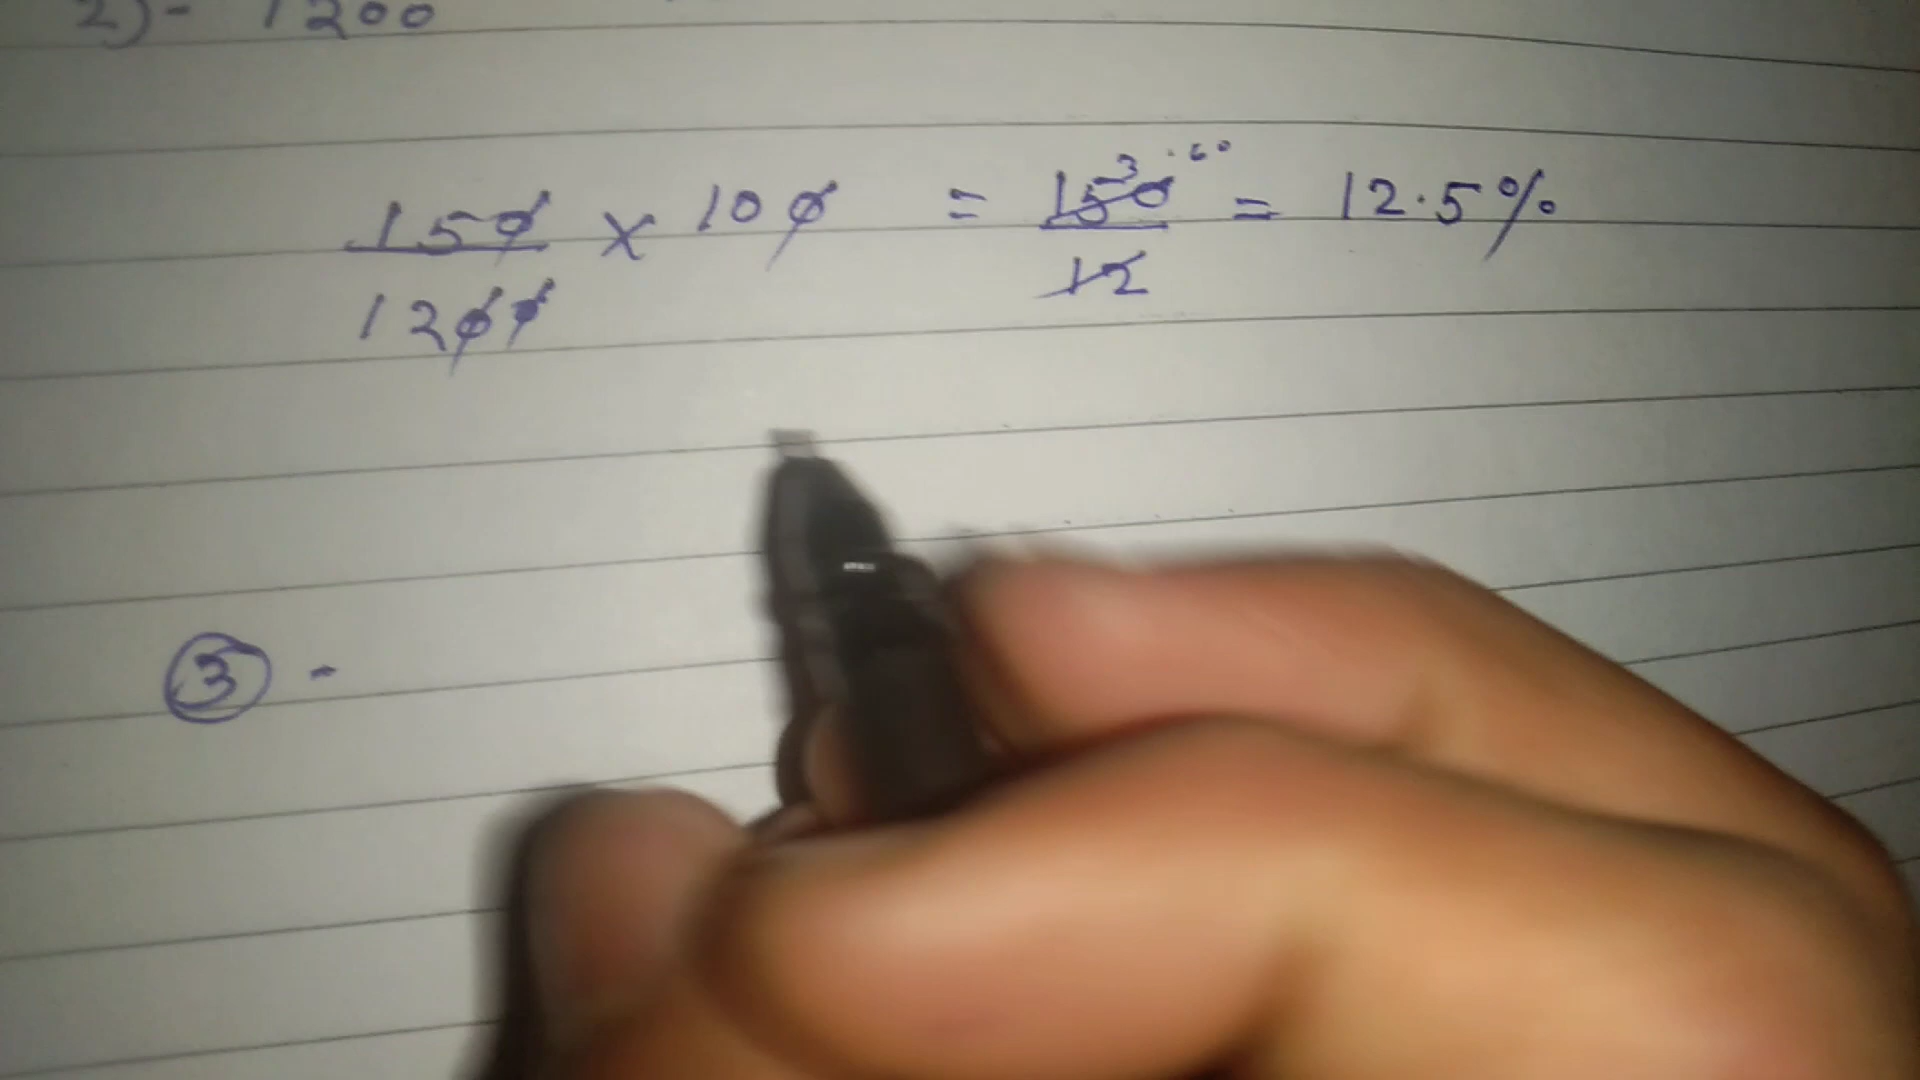 2) - 1200
150/1200 × 100 = 150/12 = 12.5%
3 -